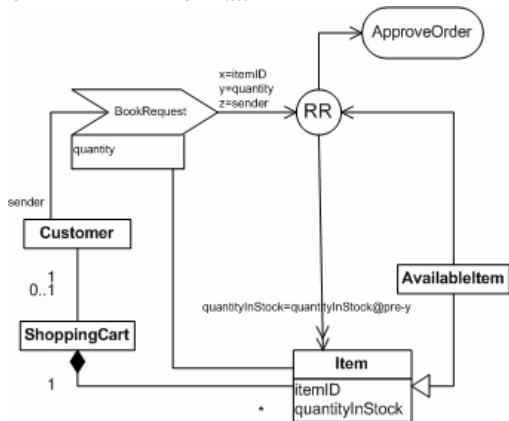 ApproveOrder
x=itemID
y=quantity
z=sender
BookRequest
RR
quantity
sender
Customer
1
0..1
AvailableItem
quantityInStock=quantityInStock@pre-y
ShoppingCart
Item
1
itemID
*
quantityInStock